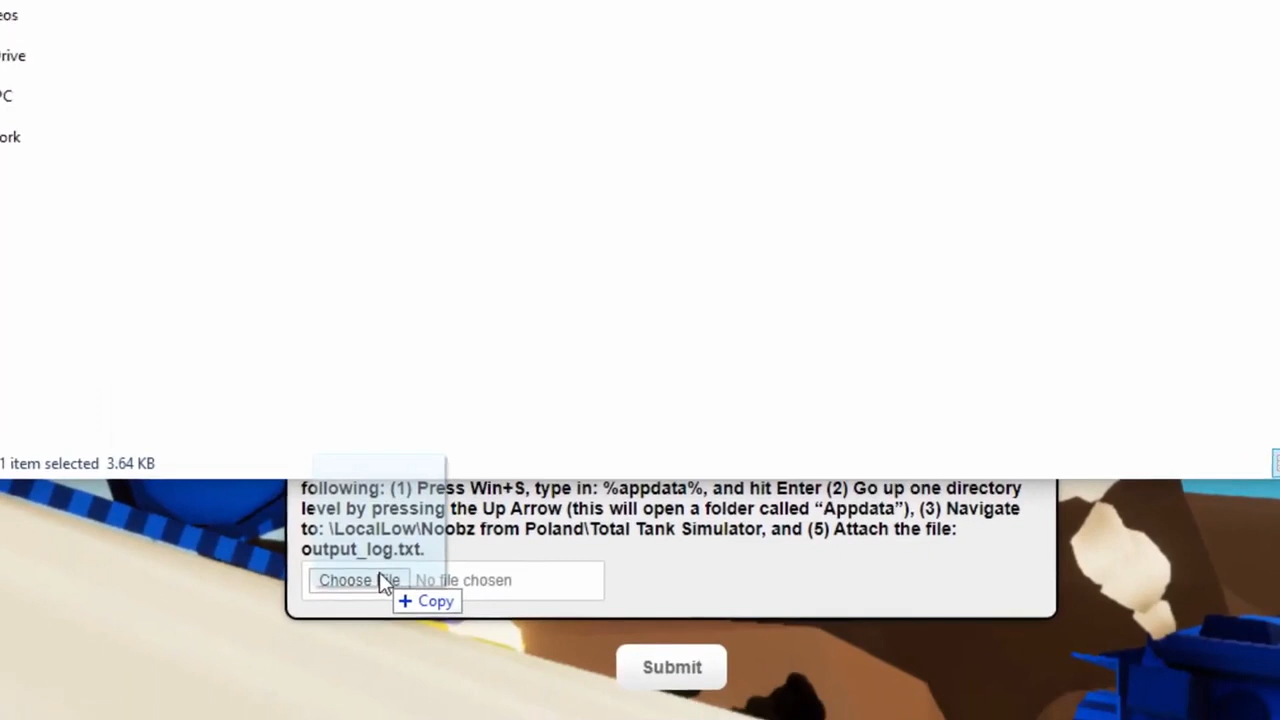 eos
Drive
PC
ork
1 item selected 3.64 KB
following: (1) Press Win+S, type in: %appdata%, and hit Enter (2) Go up one directory
level by pressing the Up Arrow (this will open a folder called “Appdata”), (3) Navigate
to: \LocalLow\Noobz from Poland\Total Tank Simulator, and (5) Attach the file:
output_log.txt.
Choose File No file chosen
+ Copy
Submit